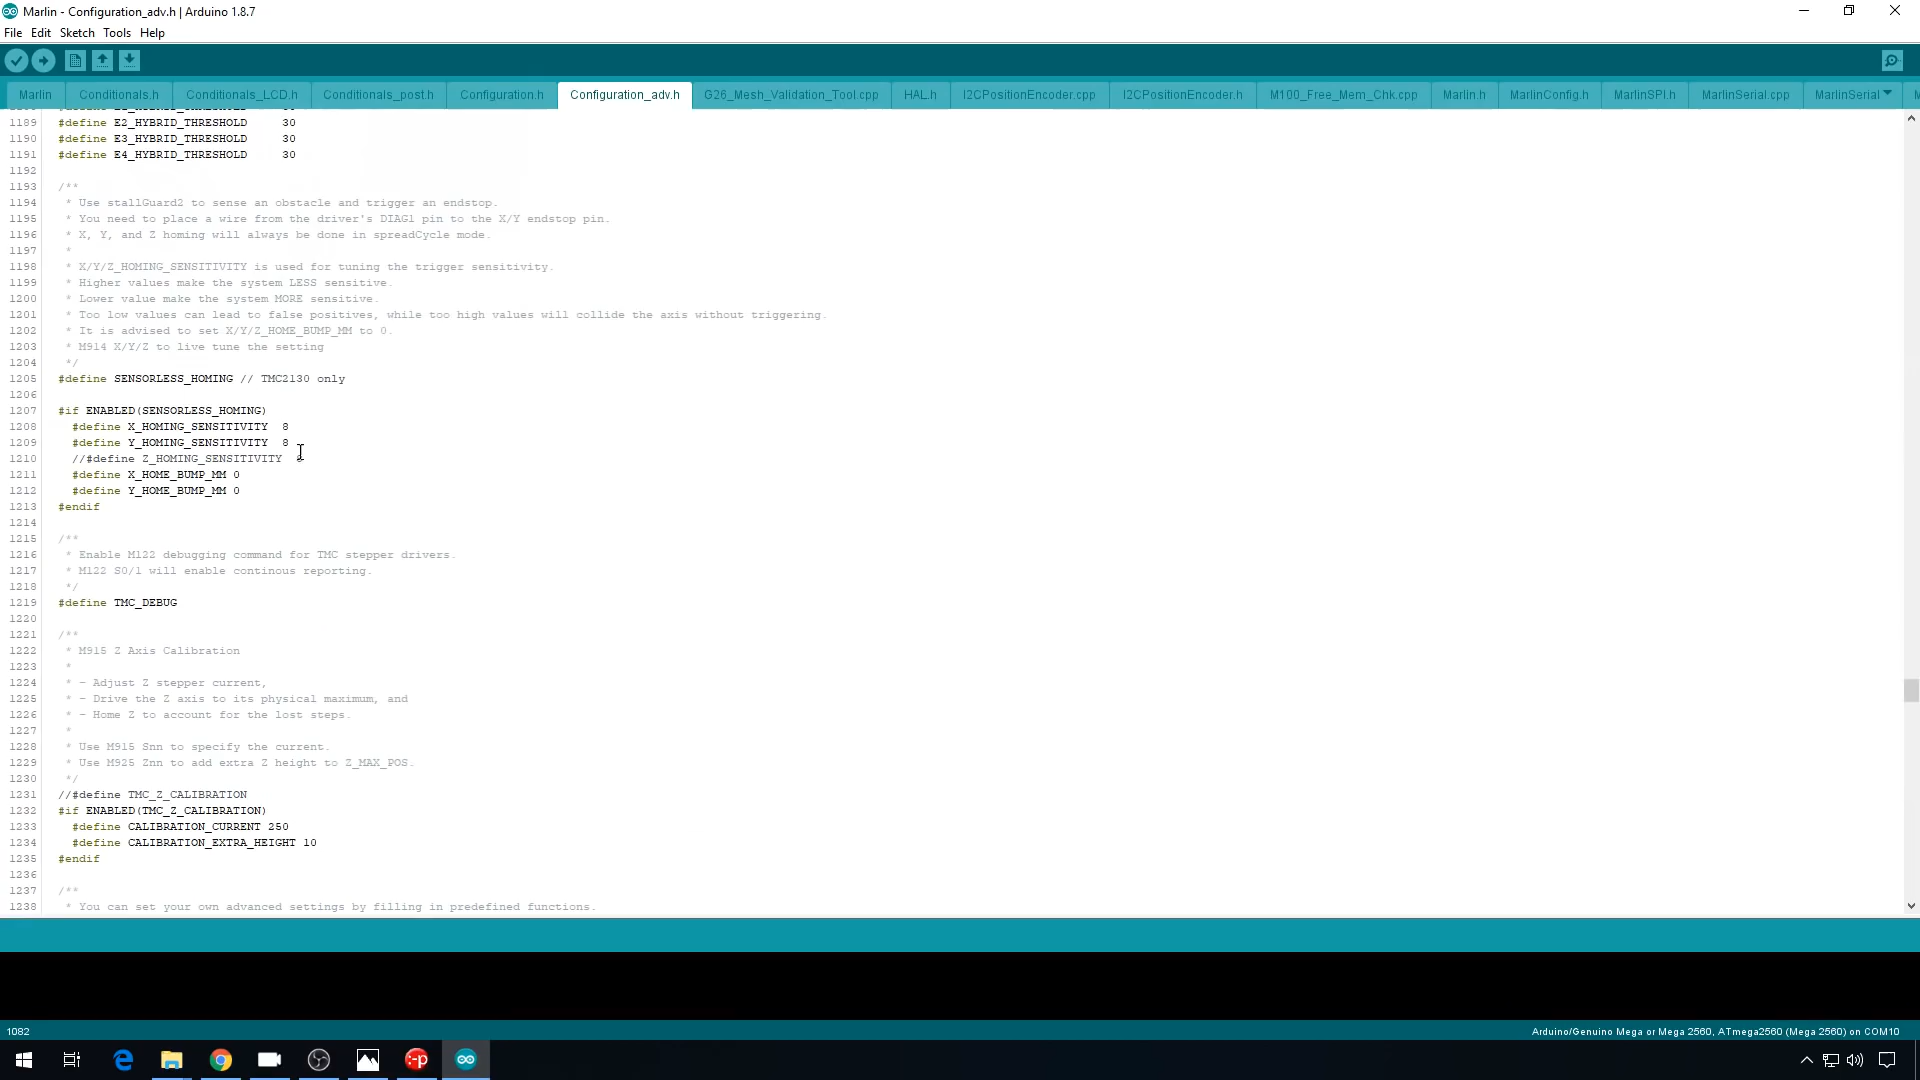 Marlin - Configuration_adv.h | Arduino 1.8.7
File Edit Sketch Tools Help
Marlin Conditionals.h Conditionals_LCD.h Conditionals_post.h Configuration.h Configuration_adv.h G26_Mesh_Validation_Tool.cpp HAL.h I2CPositionEncoder.cpp I2CPositionEncoder.h M100_Free_Mem_Chk.cpp Marlin.h MarlinConfig.h MarlinSPI.h MarlinSerial.cpp MarlinSerial
1189 #define E2_HYBRID_THRESHOLD 30
1190 #define E3_HYBRID_THRESHOLD 30
1191 #define E4_HYBRID_THRESHOLD 30
1192
1193 /**
1194 * Use stallGuard2 to sense an obstacle and trigger an endstop.
1195 * You need to place a wire from the driver's DIAG1 pin to the X/Y endstop pin.
1196 * X, Y, and Z homing will always be done in spreadCycle mode.
1197 *
1198 * X/Y/Z_HOMING_SENSITIVITY is used for tuning the trigger sensitivity.
1199 * Higher values make the system LESS sensitive.
1200 * Lower value make the system MORE sensitive.
1201 * Too low values can lead to false positives, while too high values will collide the axis without triggering.
1202 * It is advised to set X/Y/Z_HOME_BUMP_MM to 0.
1203 * M914 X/Y/Z to live tune the setting
1204 */
1205 #define SENSORLESS_HOMING // TMC2130 only
1206
1207 #if ENABLED(SENSORLESS_HOMING)
1208 #define X_HOMING_SENSITIVITY 8
1209 #define Y_HOMING_SENSITIVITY 8
1210 //#define Z_HOMING_SENSITIVITY
1211 #define X_HOME_BUMP_MM 0
1212 #define Y_HOME_BUMP_MM 0
1213 #endif
1214
1215 /**
1216 * Enable M122 debugging command for TMC stepper drivers.
1217 * M122 S0/1 will enable continous reporting.
1218 */
1219 #define TMC_DEBUG
1220
1221 /**
1222 * M915 Z Axis Calibration
1223 *
1224 * - Adjust Z stepper current,
1225 * - Drive the Z axis to its physical maximum, and
1226 * - Home Z to account for the lost steps.
1227 *
1228 * Use M915 Snn to specify the current.
1229 * Use M925 Znn to add extra Z height to Z_MAX_POS.
1230 */
1231 //#define TMC_Z_CALIBRATION
1232 #if ENABLED(TMC_Z_CALIBRATION)
1233 #define CALIBRATION_CURRENT 250
1234 #define CALIBRATION_EXTRA_HEIGHT 10
1235 #endif
1236
1237 /**
1238 * You can set your own advanced settings by filling in predefined functions.
1082 Arduino/Genuino Mega or Mega 2560, ATmega2560 (Mega 2560) on COM10